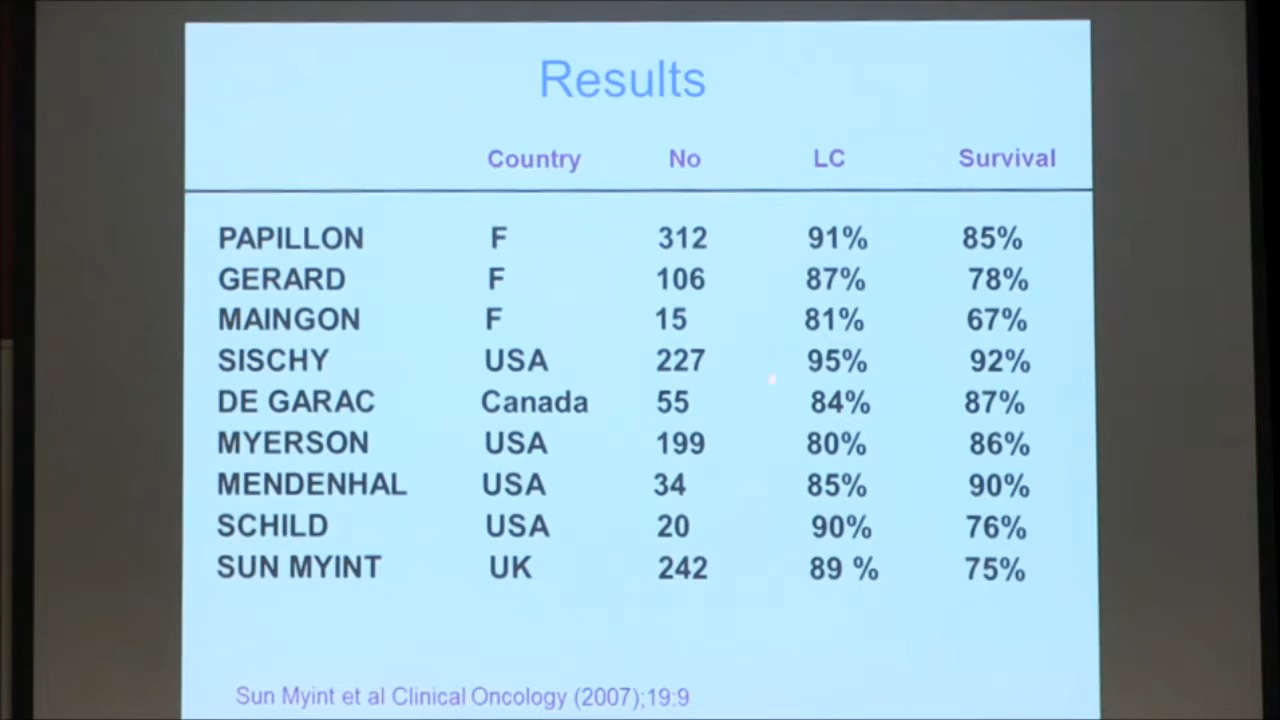 Results
Country No LC Survival
PAPILLON F 312 91% 85%
GERARD F 106 87% 78%
MAINGON F 15 81% 67%
SISCHY USA 227 95% 92%
DE GARAC Canada 55 84% 87%
MYERSON USA 199 80% 86%
MENDENHAL USA 34 85% 90%
SCHILD USA 20 90% 76%
SUN MYINT UK 242 89 % 75%
Sun Myint et al Clinical Oncology (2007);19:9